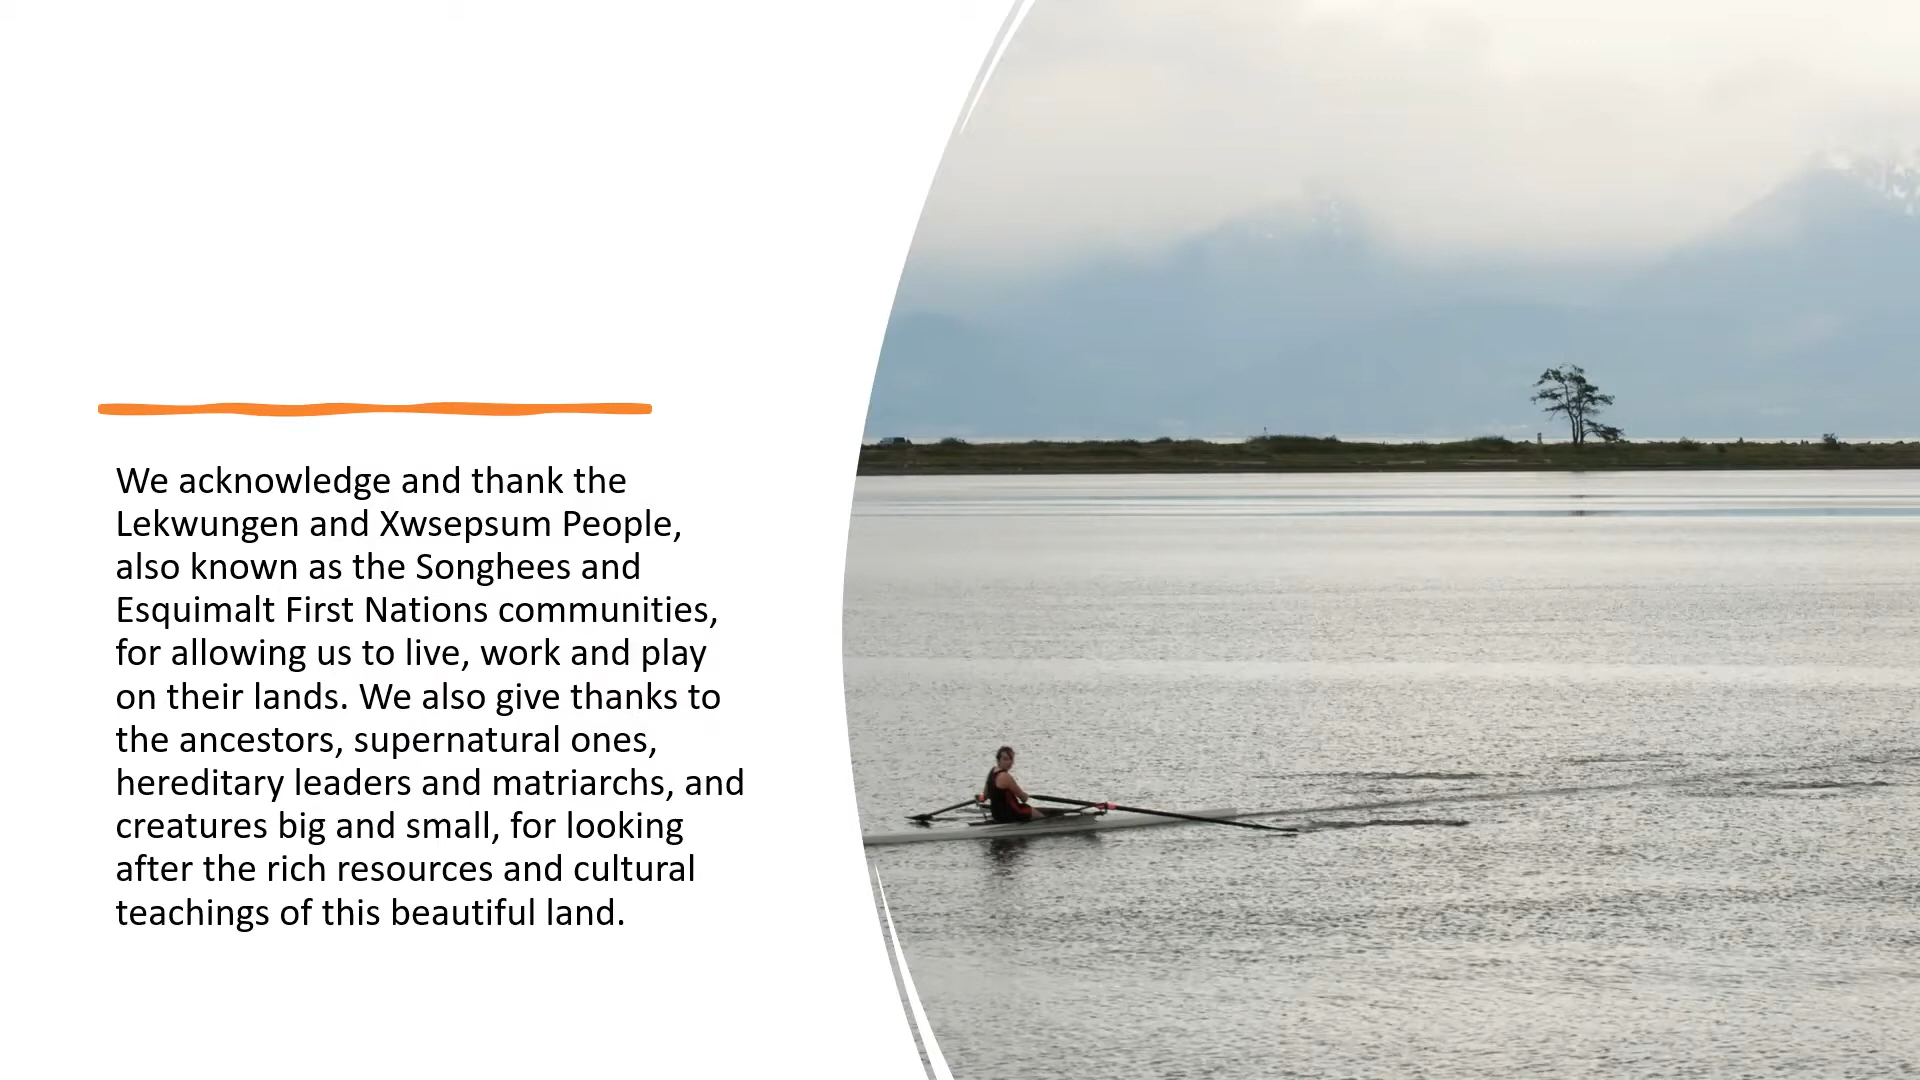 We acknowledge and thank the
Lekwungen and Xwsepsum People,
also known as the Songhees and
Esquimalt First Nations communities,
for allowing us to live, work and play
on their lands. We also give thanks to
the ancestors, supernatural ones,
hereditary leaders and matriarchs, and
creatures big and small, for looking
after the rich resources and cultural
teachings of this beautiful land.